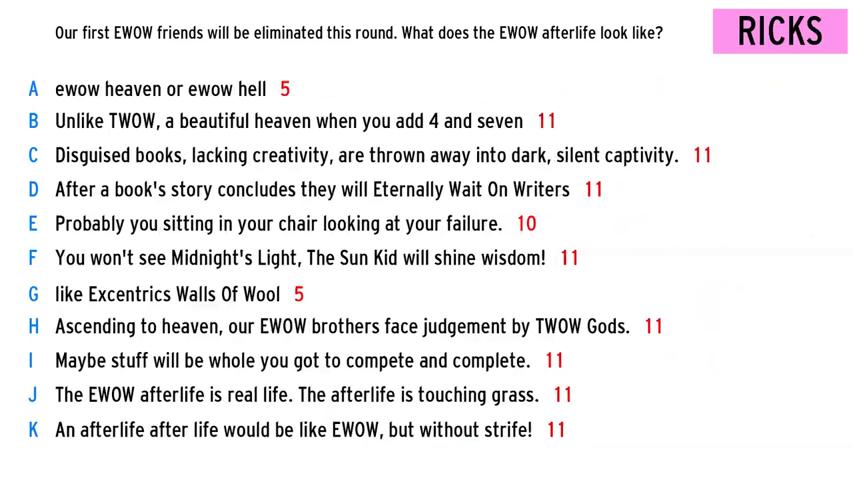 Our first EWOW friends will be eliminated this round. What does the EWOW afterlife look like?
RICKS
A ewow heaven or ewow hell 5
B Unlike TWOW, a beautiful heaven when you add 4 and seven 11
C Disguised books, lacking creativity, are thrown away into dark, silent captivity. 11
D After a book's story concludes they will Eternally Wait On Writers 11
E Probably you sitting in your chair looking at your failure. 10
F You won't see Midnight's Light, The Sun Kid will shine wisdom! 11
G like Excentrics Walls Of Wool 5
H Ascending to heaven, our EWOW brothers face judgement by TWOW Gods. 11
I Maybe stuff will be whole you got to compete and complete. 11
J The EWOW afterlife is real life. The afterlife is touching grass. 11
K An afterlife after life would be like EWOW, but without strife! 11